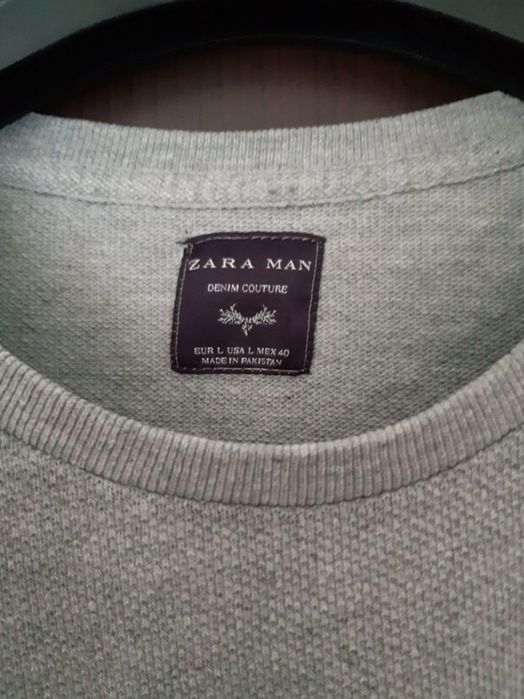 ZARA MAN
DENIM COUTURE
EUR L USA L MEX 40
MADE IN PAKISTAN